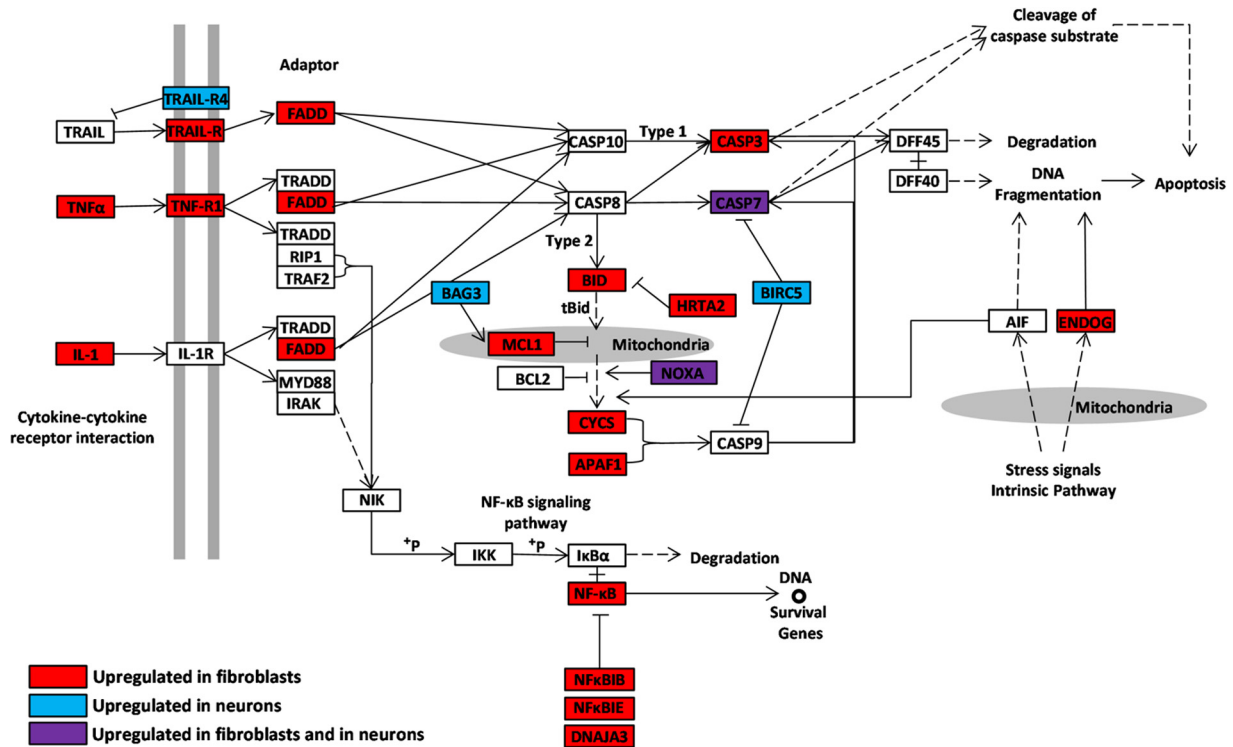 Cleavage of
caspase substrate
Adaptor
TRAIL-R4
TRAIL
TRAIL-R
FADD
CASP10
Type 1
CASP3
DFF45
Degradation
DFF40
DNA
Fragmentation
Apoptosis
TNFα
TNF-R1
TRADD
FADD
CASP8
CASP7
TRADD
RIP1
TRAF2
Type 2
BID
BAG3
HRTA2
BIRC5
tBid
AIF
ENDOG
IL-1
IL-1R
TRADD
FADD
MCL1
Mitochondria
MYD88
IRAK
BCL2
NOXA
Mitochondria
Cytokine-cytokine
receptor interaction
CYCS
CASP9
APAF1
Stress signals
Intrinsic Pathway
NIK
NF-κB signaling
pathway
+P
IKK
+P
IκBα
Degradation
NF-κB
DNA
Survival
Genes
NFκBIB
NFκBIE
DNAJA3
Upregulated in fibroblasts
Upregulated in neurons
Upregulated in fibroblasts and in neurons